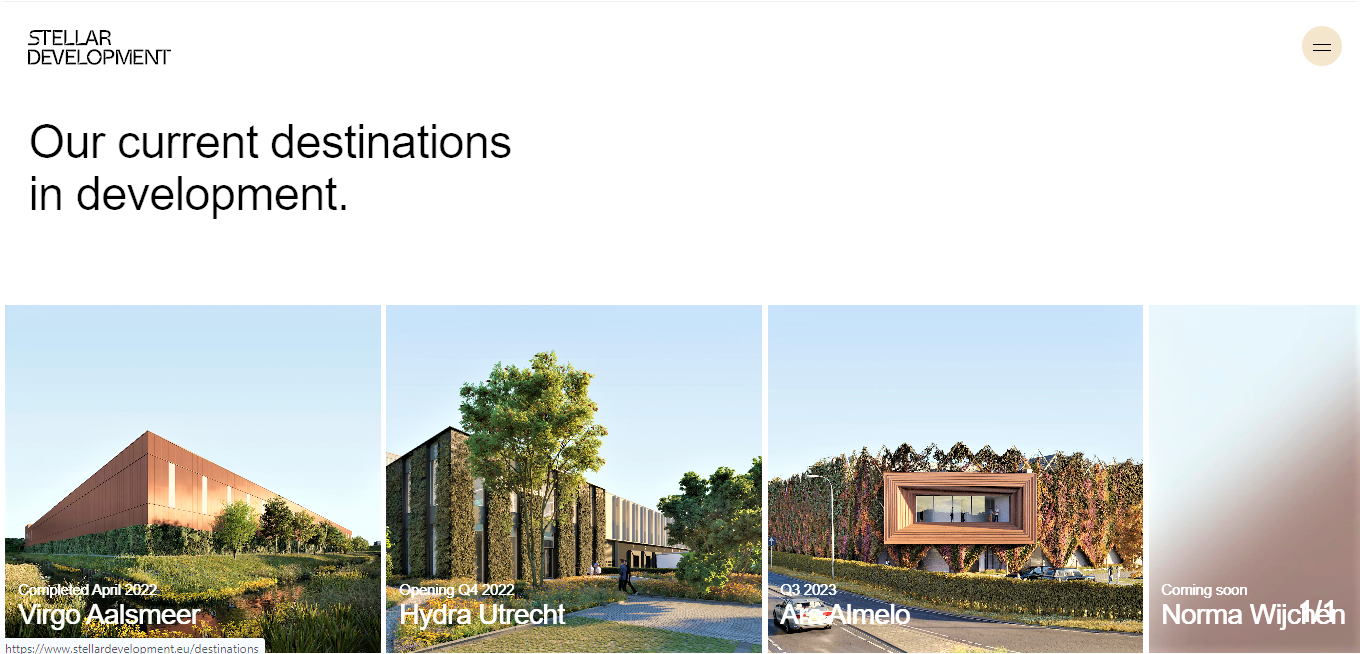 STELLAR
DEVELOPMENT
Our current destinations
in development.
Completed April 2022
Virgo Aalsmeer
Opening Q4 2022
Hydra Utrecht
Q3 2023
Ara Almelo
Coming soon
Norma Wijchen
1/1
https://www.stellardevelopment.eu/destinations